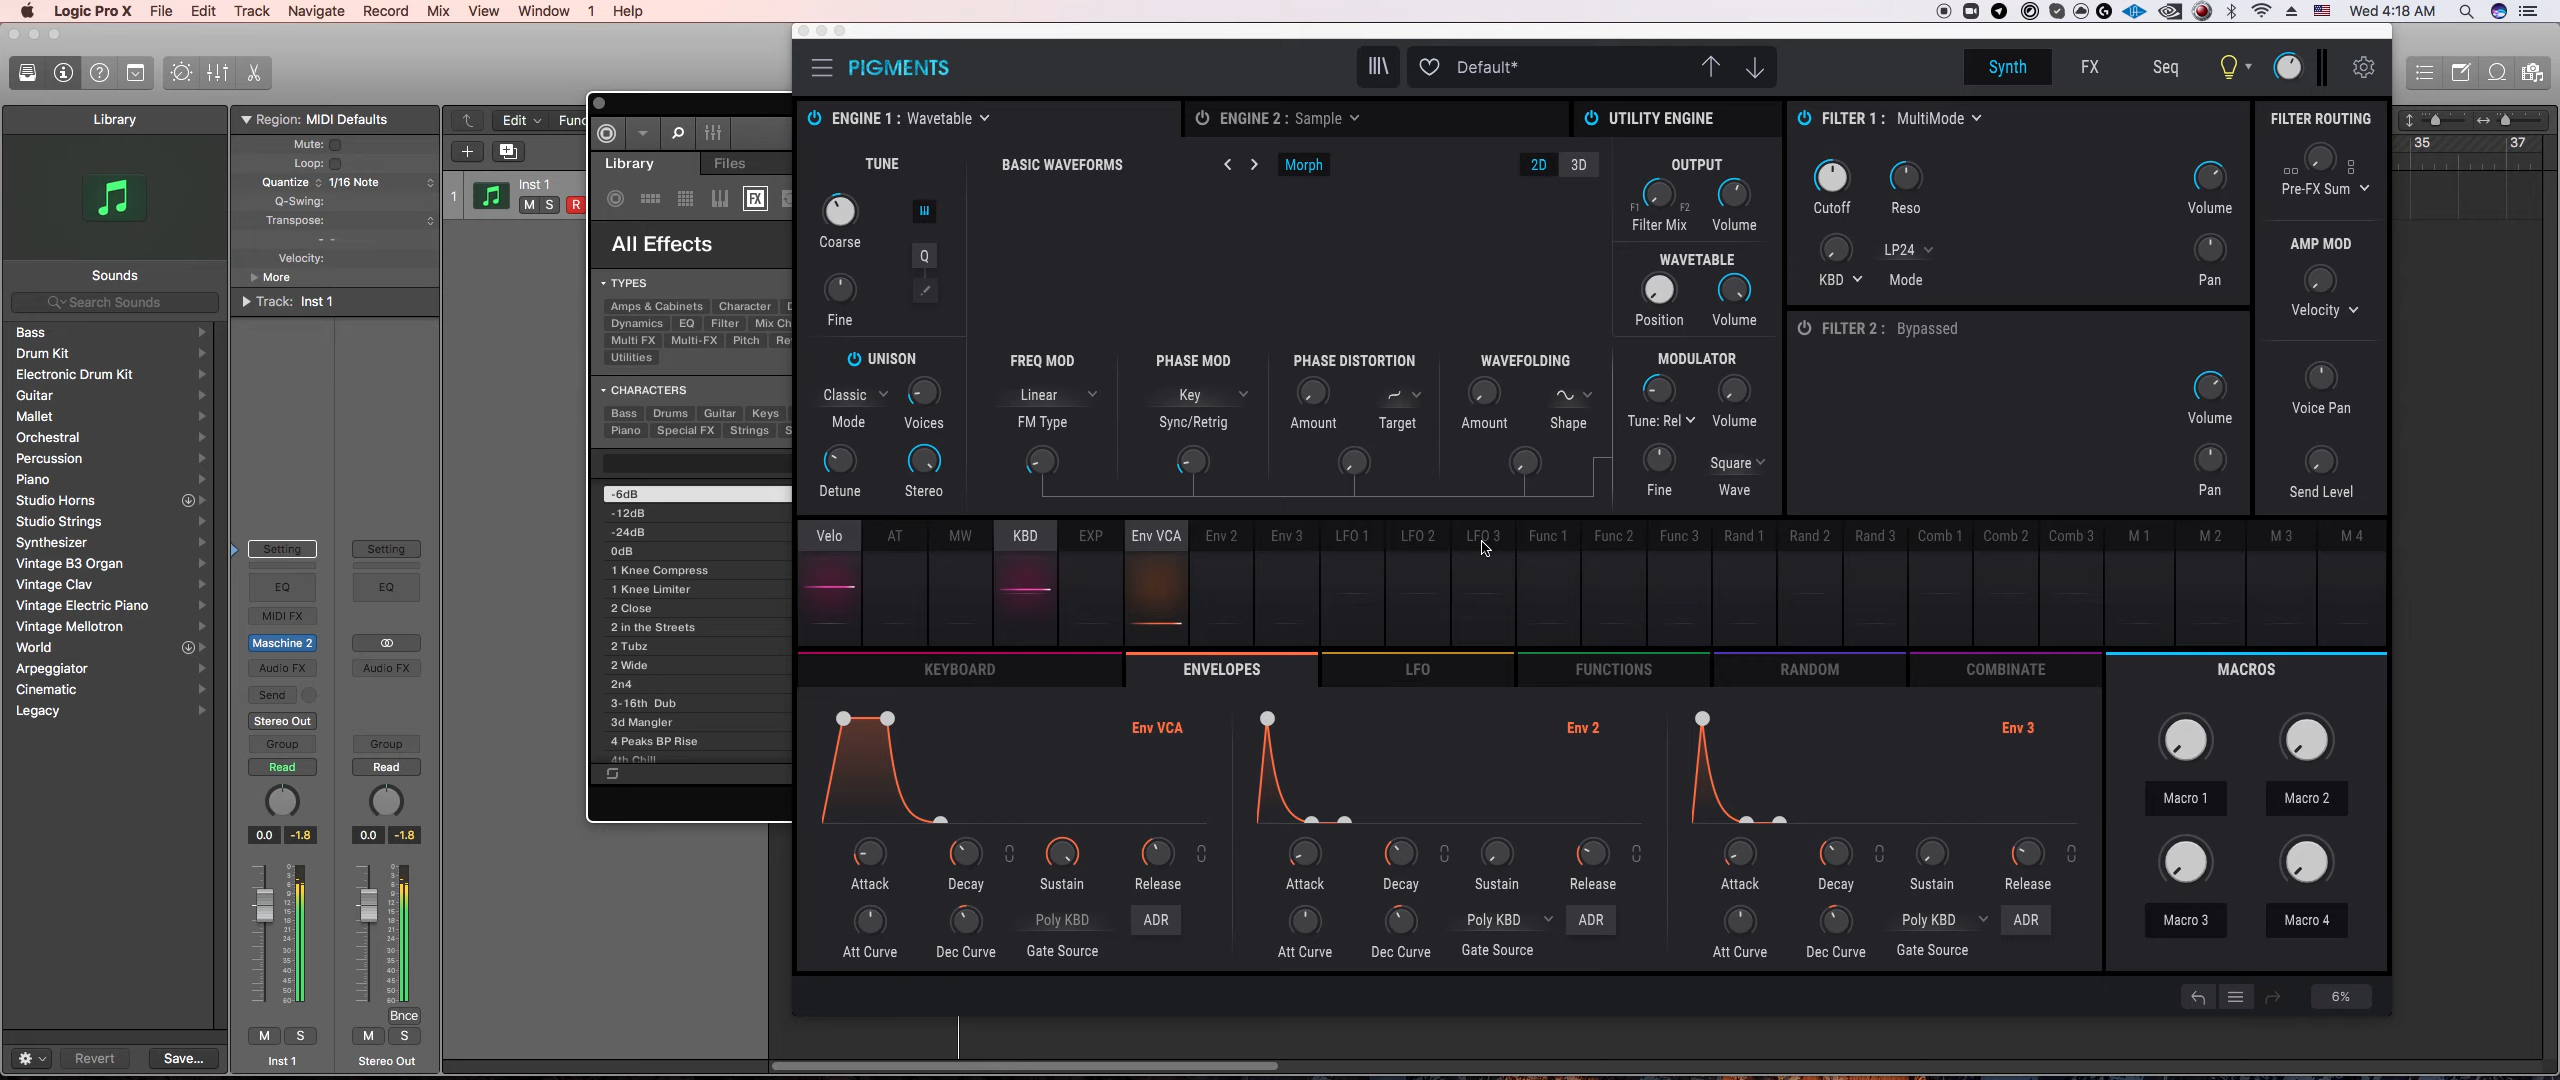 Logic Pro X File Edit Track Navigate Record Mix View Window 1 Help
Wed 4:18 AM
Library
Region: MIDI Defaults
Mute:
Loop:
Quantize 1/16 Note
Q-Swing:
Transpose:
- -
Velocity:
More
Track: Inst 1
Sounds
Search Sounds
Bass
Drum Kit
Electronic Drum Kit
Guitar
Mallet
Orchestral
Percussion
Piano
Studio Horns
Studio Strings
Synthesizer
Vintage B3 Organ
Vintage Clav
Vintage Electric Piano
Vintage Mellotron
World
Arpeggiator
Cinematic
Legacy
Revert Save...
Setting Setting
EQ EQ
MIDI FX
Maschine 2
Audio FX Audio FX
Send
Stereo Out
Group Group
Read Read
0.0 -1.8 0.0 -1.8
Bnce
M S M S
Inst 1 Stereo Out
Edit Func
1 Inst 1
M S R
35 37
Library Files
FX
All Effects
TYPES
Amps & Cabinets Character
Dynamics EQ Filter Mix Ch
Multi FX Multi-FX Pitch Re
Utilities
CHARACTERS
Bass Drums Guitar Keys
Piano Special FX Strings S
-6dB
-12dB
-24dB
0dB
1 Knee Compress
1 Knee Limiter
2 Close
2 in the Streets
2 Tubz
2 Wide
2n4
3-16th Dub
3d Mangler
4 Peaks BP Rise
4th Chill
PIGMENTS
Default*
Synth FX Seq
ENGINE 1 : Wavetable
ENGINE 2 : Sample
UTILITY ENGINE
TUNE
Coarse
Q
Fine
BASIC WAVEFORMS
Morph
2D 3D
UNISON
Classic
Mode Voices
Detune Stereo
FREQ MOD
Linear
FM Type
PHASE MOD
Key
Sync/Retrig
PHASE DISTORTION
Amount Target
WAVEFOLDING
Amount Shape
OUTPUT
F1 F2
Filter Mix Volume
WAVETABLE
Position Volume
MODULATOR
Tune: Rel Volume
Square
Fine Wave
FILTER 1 : MultiMode
Cutoff Reso Volume
LP24
KBD Mode Pan
FILTER 2 : Bypassed
Volume
Pan
FILTER ROUTING
Pre-FX Sum
AMP MOD
Velocity
Voice Pan
Send Level
Velo AT MW KBD EXP Env VCA Env 2 Env 3 LFO 1 LFO 2 LFO 3 Func 1 Func 2 Func 3 Rand 1 Rand 2 Rand 3 Comb 1 Comb 2 Comb 3 M 1 M 2 M 3 M 4
KEYBOARD ENVELOPES LFO FUNCTIONS RANDOM COMBINATE MACROS
Env VCA
Attack Decay Sustain Release
Poly KBD ADR
Att Curve Dec Curve Gate Source
Env 2
Attack Decay Sustain Release
Poly KBD ADR
Att Curve Dec Curve Gate Source
Env 3
Attack Decay Sustain Release
Poly KBD ADR
Att Curve Dec Curve Gate Source
Macro 1 Macro 2
Macro 3 Macro 4
6%